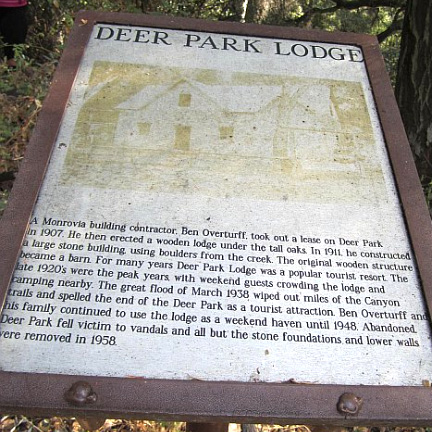 DEER PARK LODGE
A Monrovia building contractor, Ben Overturff, took out a lease on Deer Park
in 1907. He then erected a wooden lodge under the tall oaks. In 1911, he constructed
a large stone building, using boulders from the creek. The original wooden structure
became a barn. For many years Deer Park Lodge was a popular tourist resort. The
late 1920's were the peak years, with weekend guests crowding the lodge and
camping nearby. The great flood of March 1938 wiped out miles of the Canyon
trails and spelled the end of the Deer Park as a tourist attraction. Ben Overturff and
his family continued to use the lodge as a weekend haven until 1948. Abandoned,
Deer Park fell victim to vandals and all but the stone foundations and lower walls
were removed in 1958.